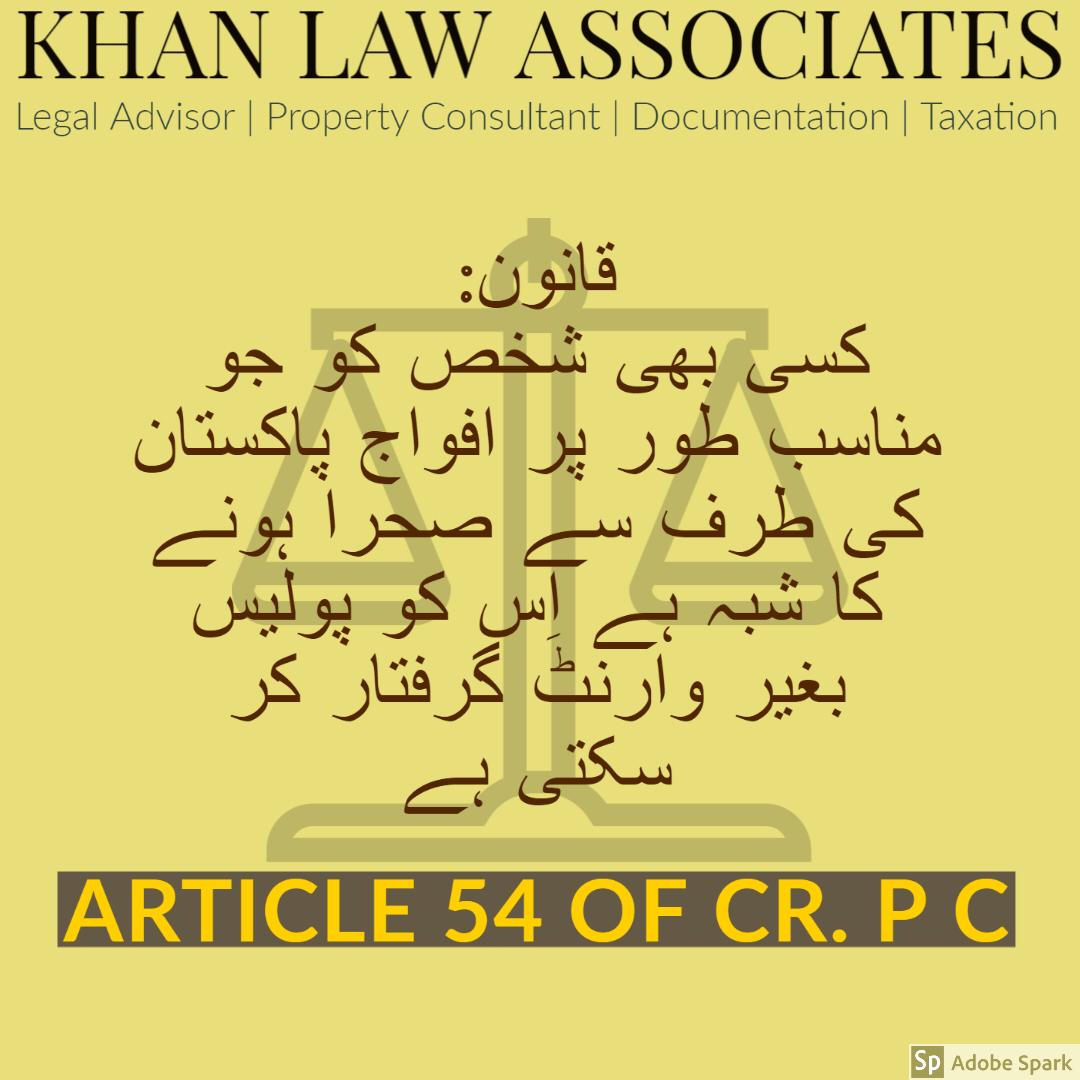 KHAN LAW ASSOCIATES
Legal Advisor | Property Consultant | Documentation | Taxation
قانون:
کسی بھی شخص کو جو
مناسب طور پر افواج پاکستان
کی طرف سے صحرا ہونے
کا شبہ ہے اِس کو پولیس
بغیر وارنٹ گرفتار کر
سکتی ہے
ARTICLE 54 OF CR. P C
Sp Adobe Spark